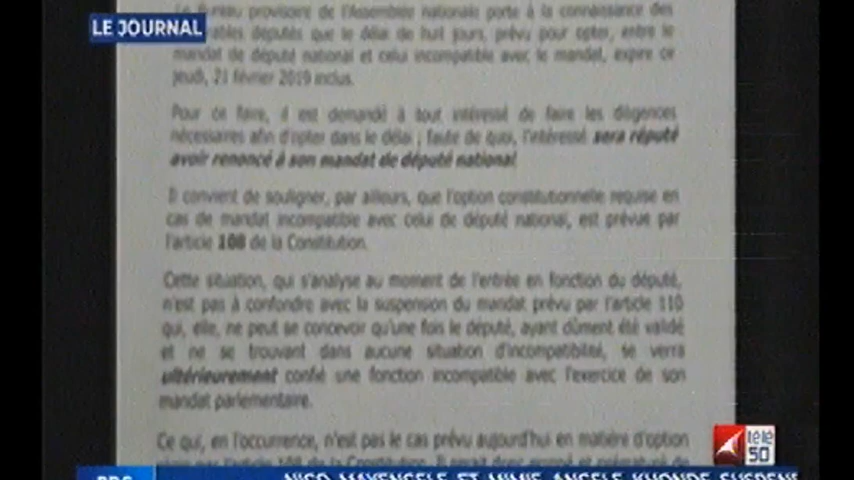 Le Bureau provisoire de l'Assemblée nationale porte à la connaissance des
LE JOURNAL
députés que le délai de huit jours, prévu pour opter, entre le
mandat de député national et celui incompatible avec le mandat, expire ce
jeudi, 21 février 2019 inclus.
Pour ce faire, il est demandé à tout intéressé de faire les diligences
nécessaires afin d'opter dans le délai ; faute de quoi, l'intéressé sera réputé
avoir renoncé à son mandat de député national.
Il convient de souligner, par ailleurs, que l'option constitutionnelle requise en
cas de mandat incompatible avec celui de député national, est prévue par
l'article 108 de la Constitution.
Cette situation, qui s'analyse au moment de l'entrée en fonction du député,
n'est pas à confondre avec la suspension du mandat prévu par l'article 110
qui, elle, ne peut se concevoir qu'une fois le député, ayant dûment été validé
et ne se trouvant dans aucune situation d'incompatibilité, se verra
ultérieurement confié une fonction incompatible avec l'exercice de son
mandat parlementaire.
Ce qui, en l'occurrence, n'est pas le cas prévu aujourd'hui en matière d'option
par l'article 108 de la Constitution. Il serait donc
télé
50